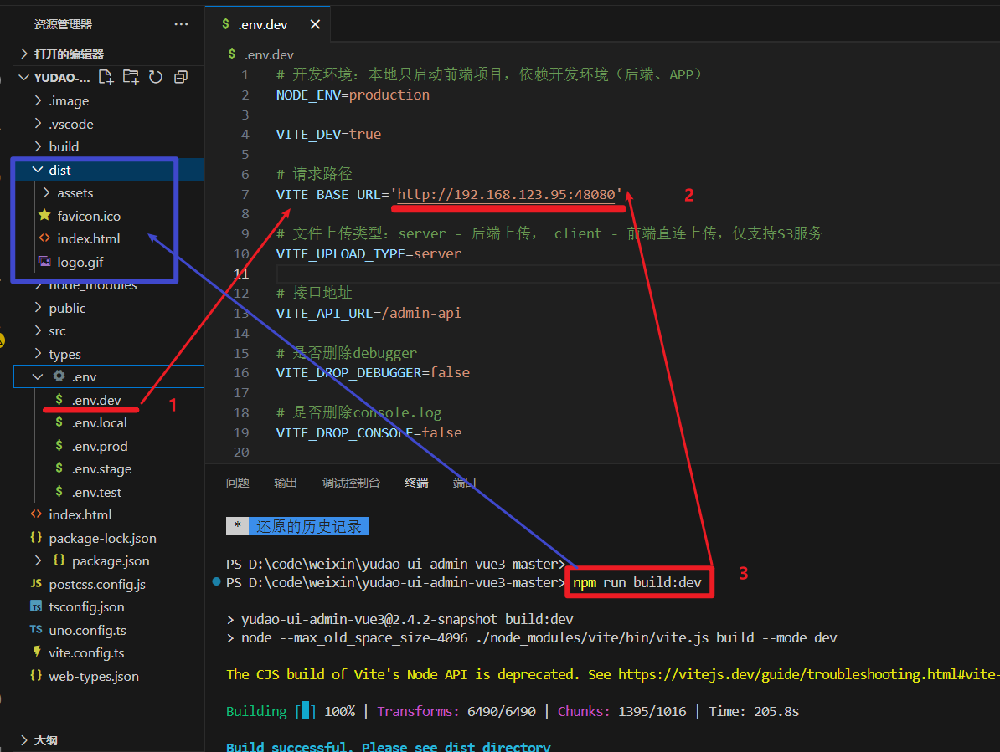 资源管理器
打开的编辑器
YUDAO-...
.image
.vscode
build
dist
assets
favicon.ico
index.html
logo.gif
node_modules
public
src
types
.env
.env.dev
1
.env.local
.env.prod
.env.stage
.env.test
index.html
package-lock.json
package.json
postcss.config.js
tsconfig.json
uno.config.ts
vite.config.ts
web-types.json
大纲
$ .env.dev
$ .env.dev
1 # 开发环境：本地只启动前端项目，依赖开发环境（后端、APP）
2 NODE_ENV=production
3
4 VITE_DEV=true
5
6 # 请求路径
7 VITE_BASE_URL='http://192.168.123.95:48080' 2
8
9 # 文件上传类型：server - 后端上传， client - 前端直连上传，仅支持S3服务
10 VITE_UPLOAD_TYPE=server
11
12 # 接口地址
13 VITE_API_URL=/admin-api
14
15 # 是否删除debugger
16 VITE_DROP_DEBUGGER=false
17
18 # 是否删除console.log
19 VITE_DROP_CONSOLE=false
20
问题 输出 调试控制台 终端 端口
* 还原的历史记录
PS D:\code\weixin\yudao-ui-admin-vue3-master>
PS D:\code\weixin\yudao-ui-admin-vue3-master> npm run build:dev 3
> yudao-ui-admin-vue3@2.4.2-snapshot build:dev
> node --max_old_space_size=4096 ./node_modules/vite/bin/vite.js build --mode dev
The CJS build of Vite's Node API is deprecated. See https://vitejs.dev/guide/troubleshooting.html#vite-
Building [█] 100% | Transforms: 6490/6490 | Chunks: 1395/1016 | Time: 205.8s
Build successful. Please see dist directory